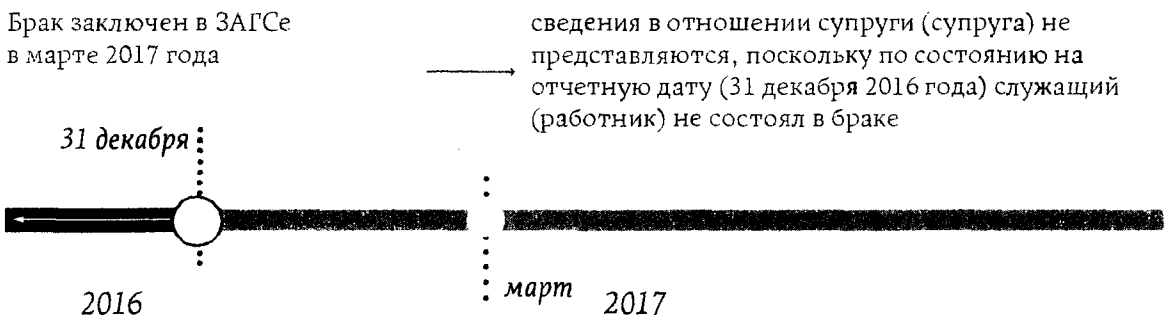 Брак заключен в ЗАГСе
в марте 2017 года
сведения в отношении супруги (супруга) не
представляются, поскольку по состоянию на
отчетную дату (31 декабря 2016 года) служащий
(работник) не состоял в браке
31 декабря
март
2016
2017